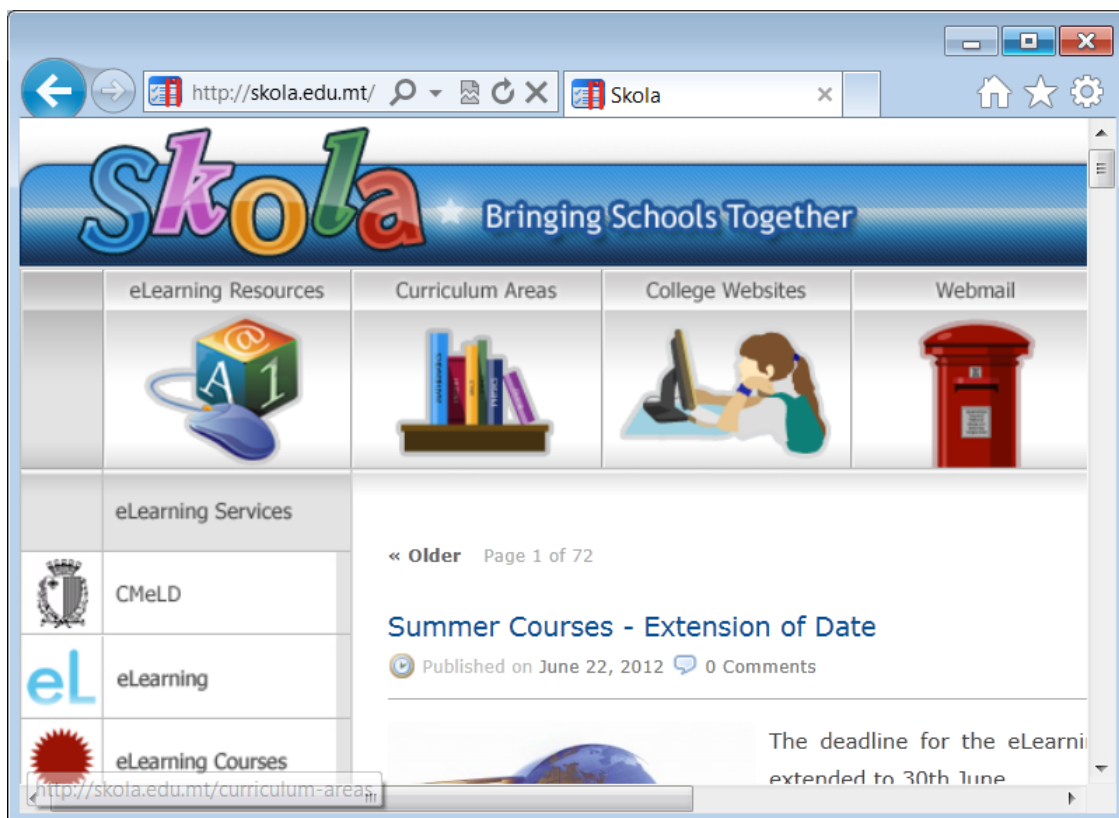 http://skola.edu.mt/
Skola
Skola
Bringing Schools Together
eLearning Resources
Curriculum Areas
College Websites
Webmail
@
A
1
eLearning Services
CMeLD
eL
eLearning
eLearning Courses
« Older Page 1 of 72
Summer Courses - Extension of Date
Published on June 22, 2012 0 Comments
The deadline for the
extended to 30th June
http://skola.edu.mt/curriculum-areas